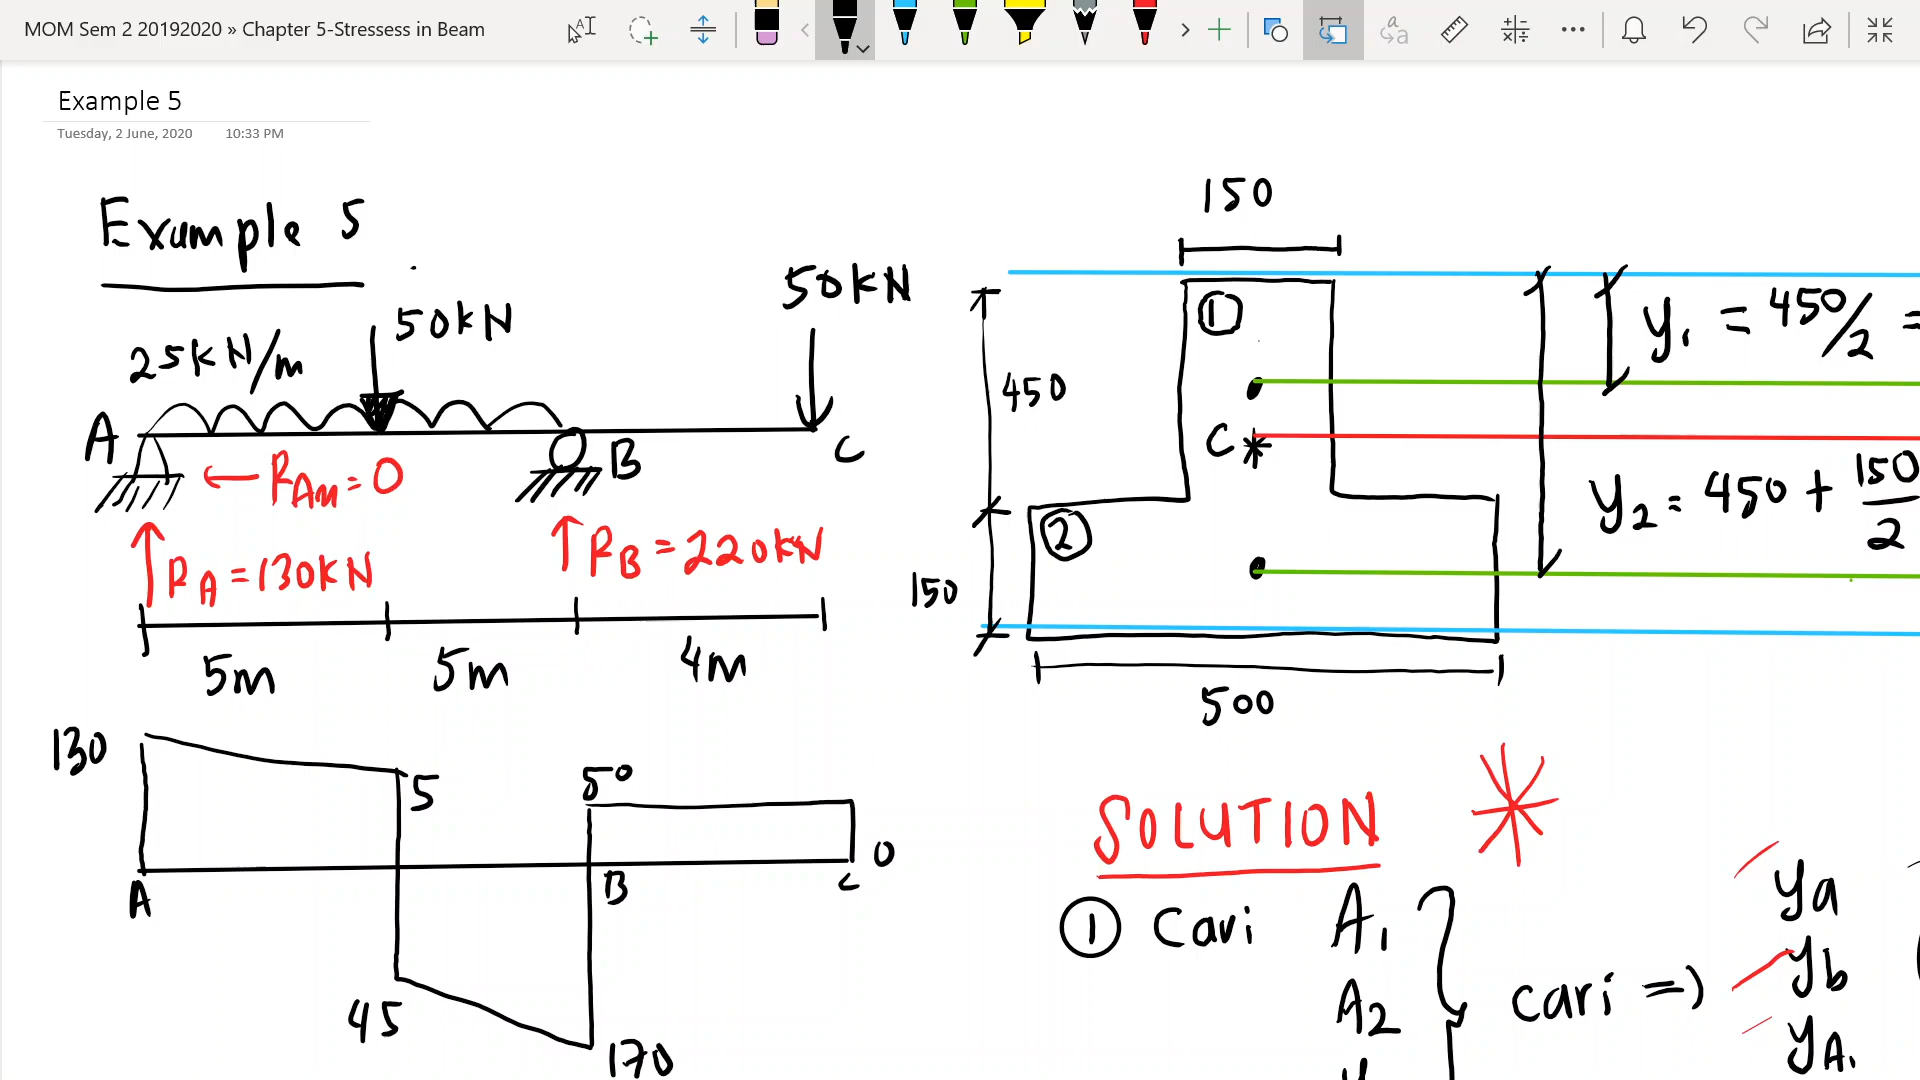 MOM Sem 2 20192020 » Chapter 5-Stressess in Beam
Example 5
Tuesday, 2 June, 2020 10:33 PM
Example 5
50kN
50kN
25kN/m
A
B
C
← RAx = 0
RA = 130kN
RB = 220kN
5m 5m 4m
130
5
50
0
A
B
C
45
170
150
①
450
C
②
150
500
y1 = 450/2 =
y2 = 450 + 150/2
SOLUTION
① Cari A1
A2
cari =>
ya
yb
yA1